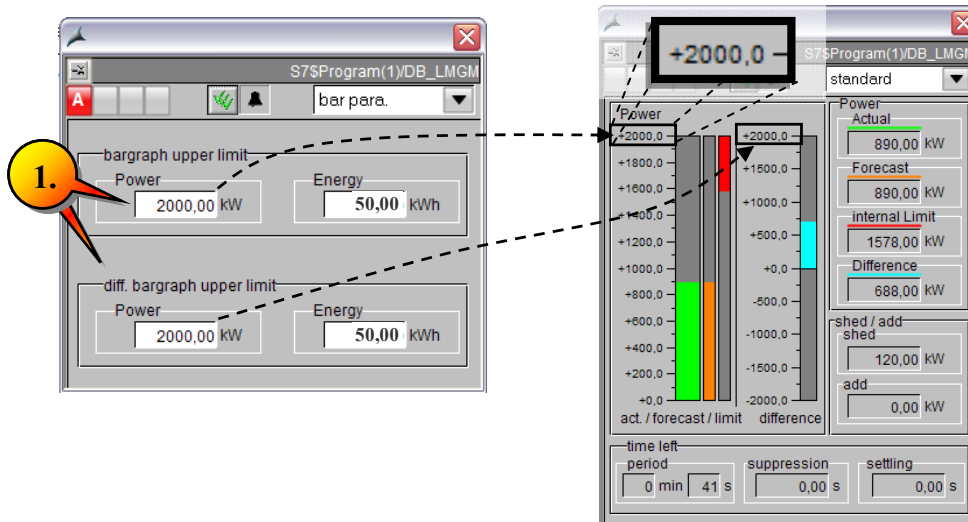 S7$Program(1)/DB_LMGM
A
bar para.
1.
bargraph upper limit
Power
2000,00 kW
Energy
50,00 kWh
diff. bargraph upper limit
Power
2000,00 kW
Energy
50,00 kWh
+2000,0
S7$Program(1)/DB_LMGM
standard
Power
+2000,0
+1800,0
+1600,0
+1400,0
+1200,0
+1000,0
+800,0
+600,0
+400,0
+200,0
+0,0
act. / forecast / limit
+2000,0
+1500,0
+1000,0
+500,0
+0,0
-500,0
-1000,0
-1500,0
-2000,0
difference
Power
Actual
890,00 kW
Forecast
890,00 kW
internal Limit
1578,00 kW
Difference
688,00 kW
shed / add
shed
120,00 kW
add
0,00 kW
time left
period
0 min 41 s
suppression
0,00 s
settling
0,00 s